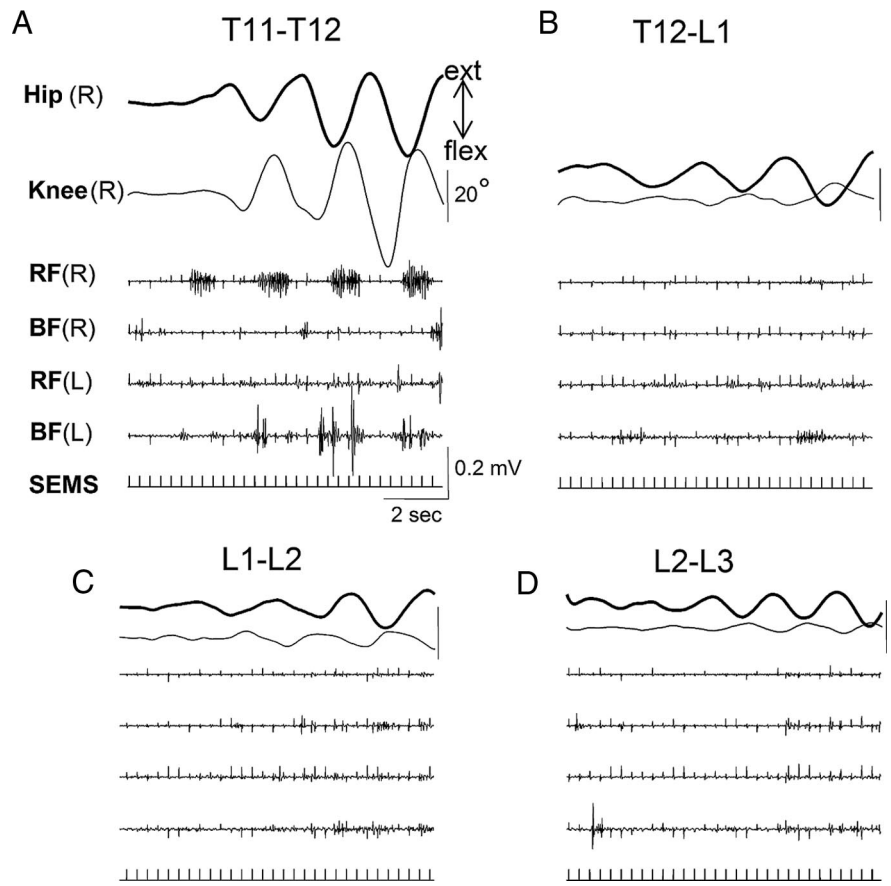 A
T11-T12
B
T12-L1
Hip (R)
ext
flex
Knee(R)
20°
RF(R)
BF(R)
RF(L)
BF(L)
SEMS
0.2 mV
2 sec
C
L1-L2
D
L2-L3